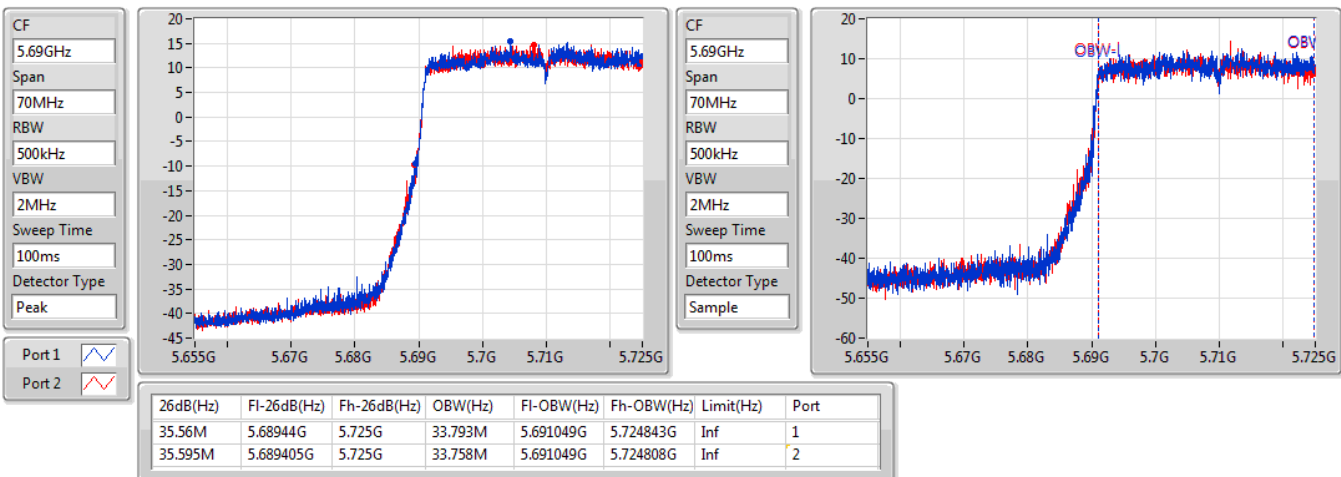 CF
5.69GHz
Span
70MHz
RBW
500kHz
VBW
2MHz
Sweep Time
100ms
Detector Type
Peak
Port 1
Port 2
20
15
10
5
0
-5
-10
-15
-20
-25
-30
-35
-40
-45
5.655G 5.67G 5.68G 5.69G 5.7G 5.71G 5.725G
CF
5.69GHz
Span
70MHz
RBW
500kHz
VBW
2MHz
Sweep Time
100ms
Detector Type
Sample
20
10
0
-10
-20
-30
-40
-50
-60
OBW-l
OBW
5.655G 5.67G 5.68G 5.69G 5.7G 5.71G 5.725G
26dB(Hz) Fl-26dB(Hz) Fh-26dB(Hz) OBW(Hz) Fl-OBW(Hz) Fh-OBW(Hz) Limit(Hz) Port
35.56M 5.68944G 5.725G 33.793M 5.691049G 5.724843G Inf 1
35.595M 5.689405G 5.725G 33.758M 5.691049G 5.724808G Inf 2